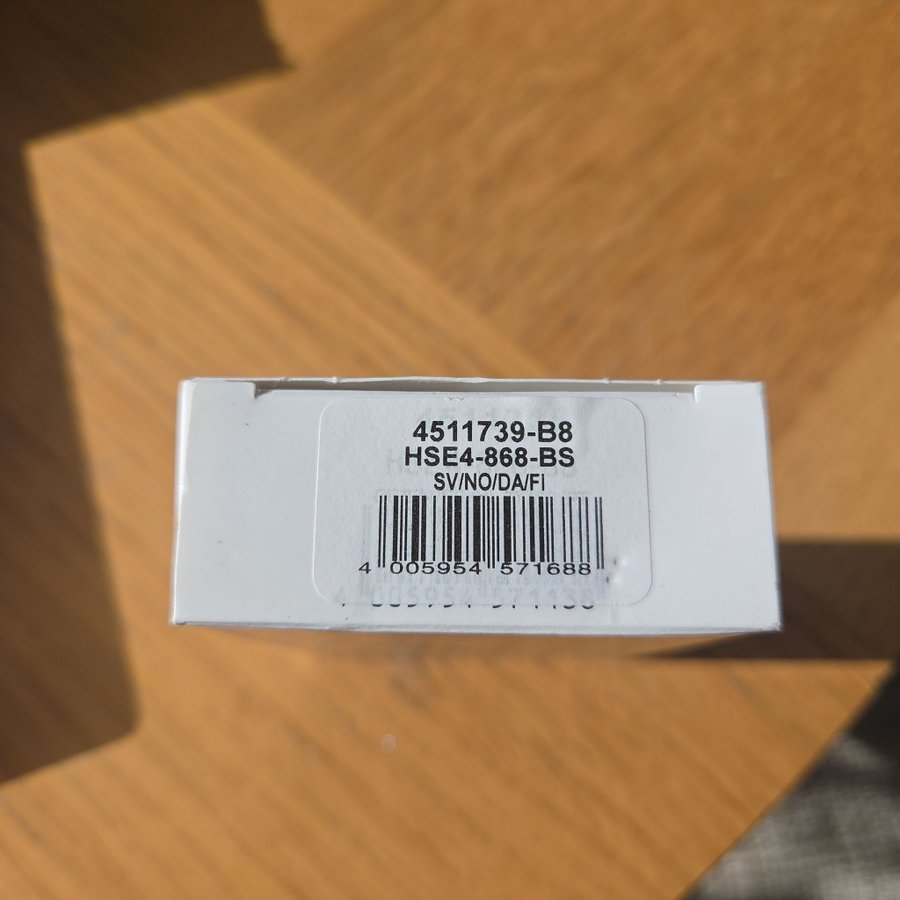 4511739-B8
HSE4-868-BS
SV/NO/DA/FI
4 005954 571688